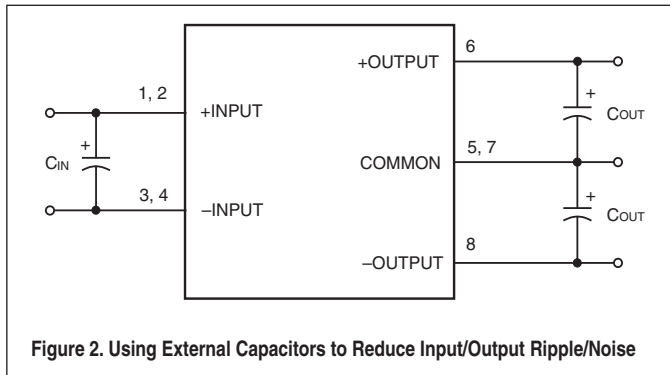 6
+OUTPUT
+
1, 2
+INPUT
COUT
5, 7
+
CIN
COMMON
+
3, 4
–INPUT
COUT
8
–OUTPUT
Figure 2. Using External Capacitors to Reduce Input/Output Ripple/Noise